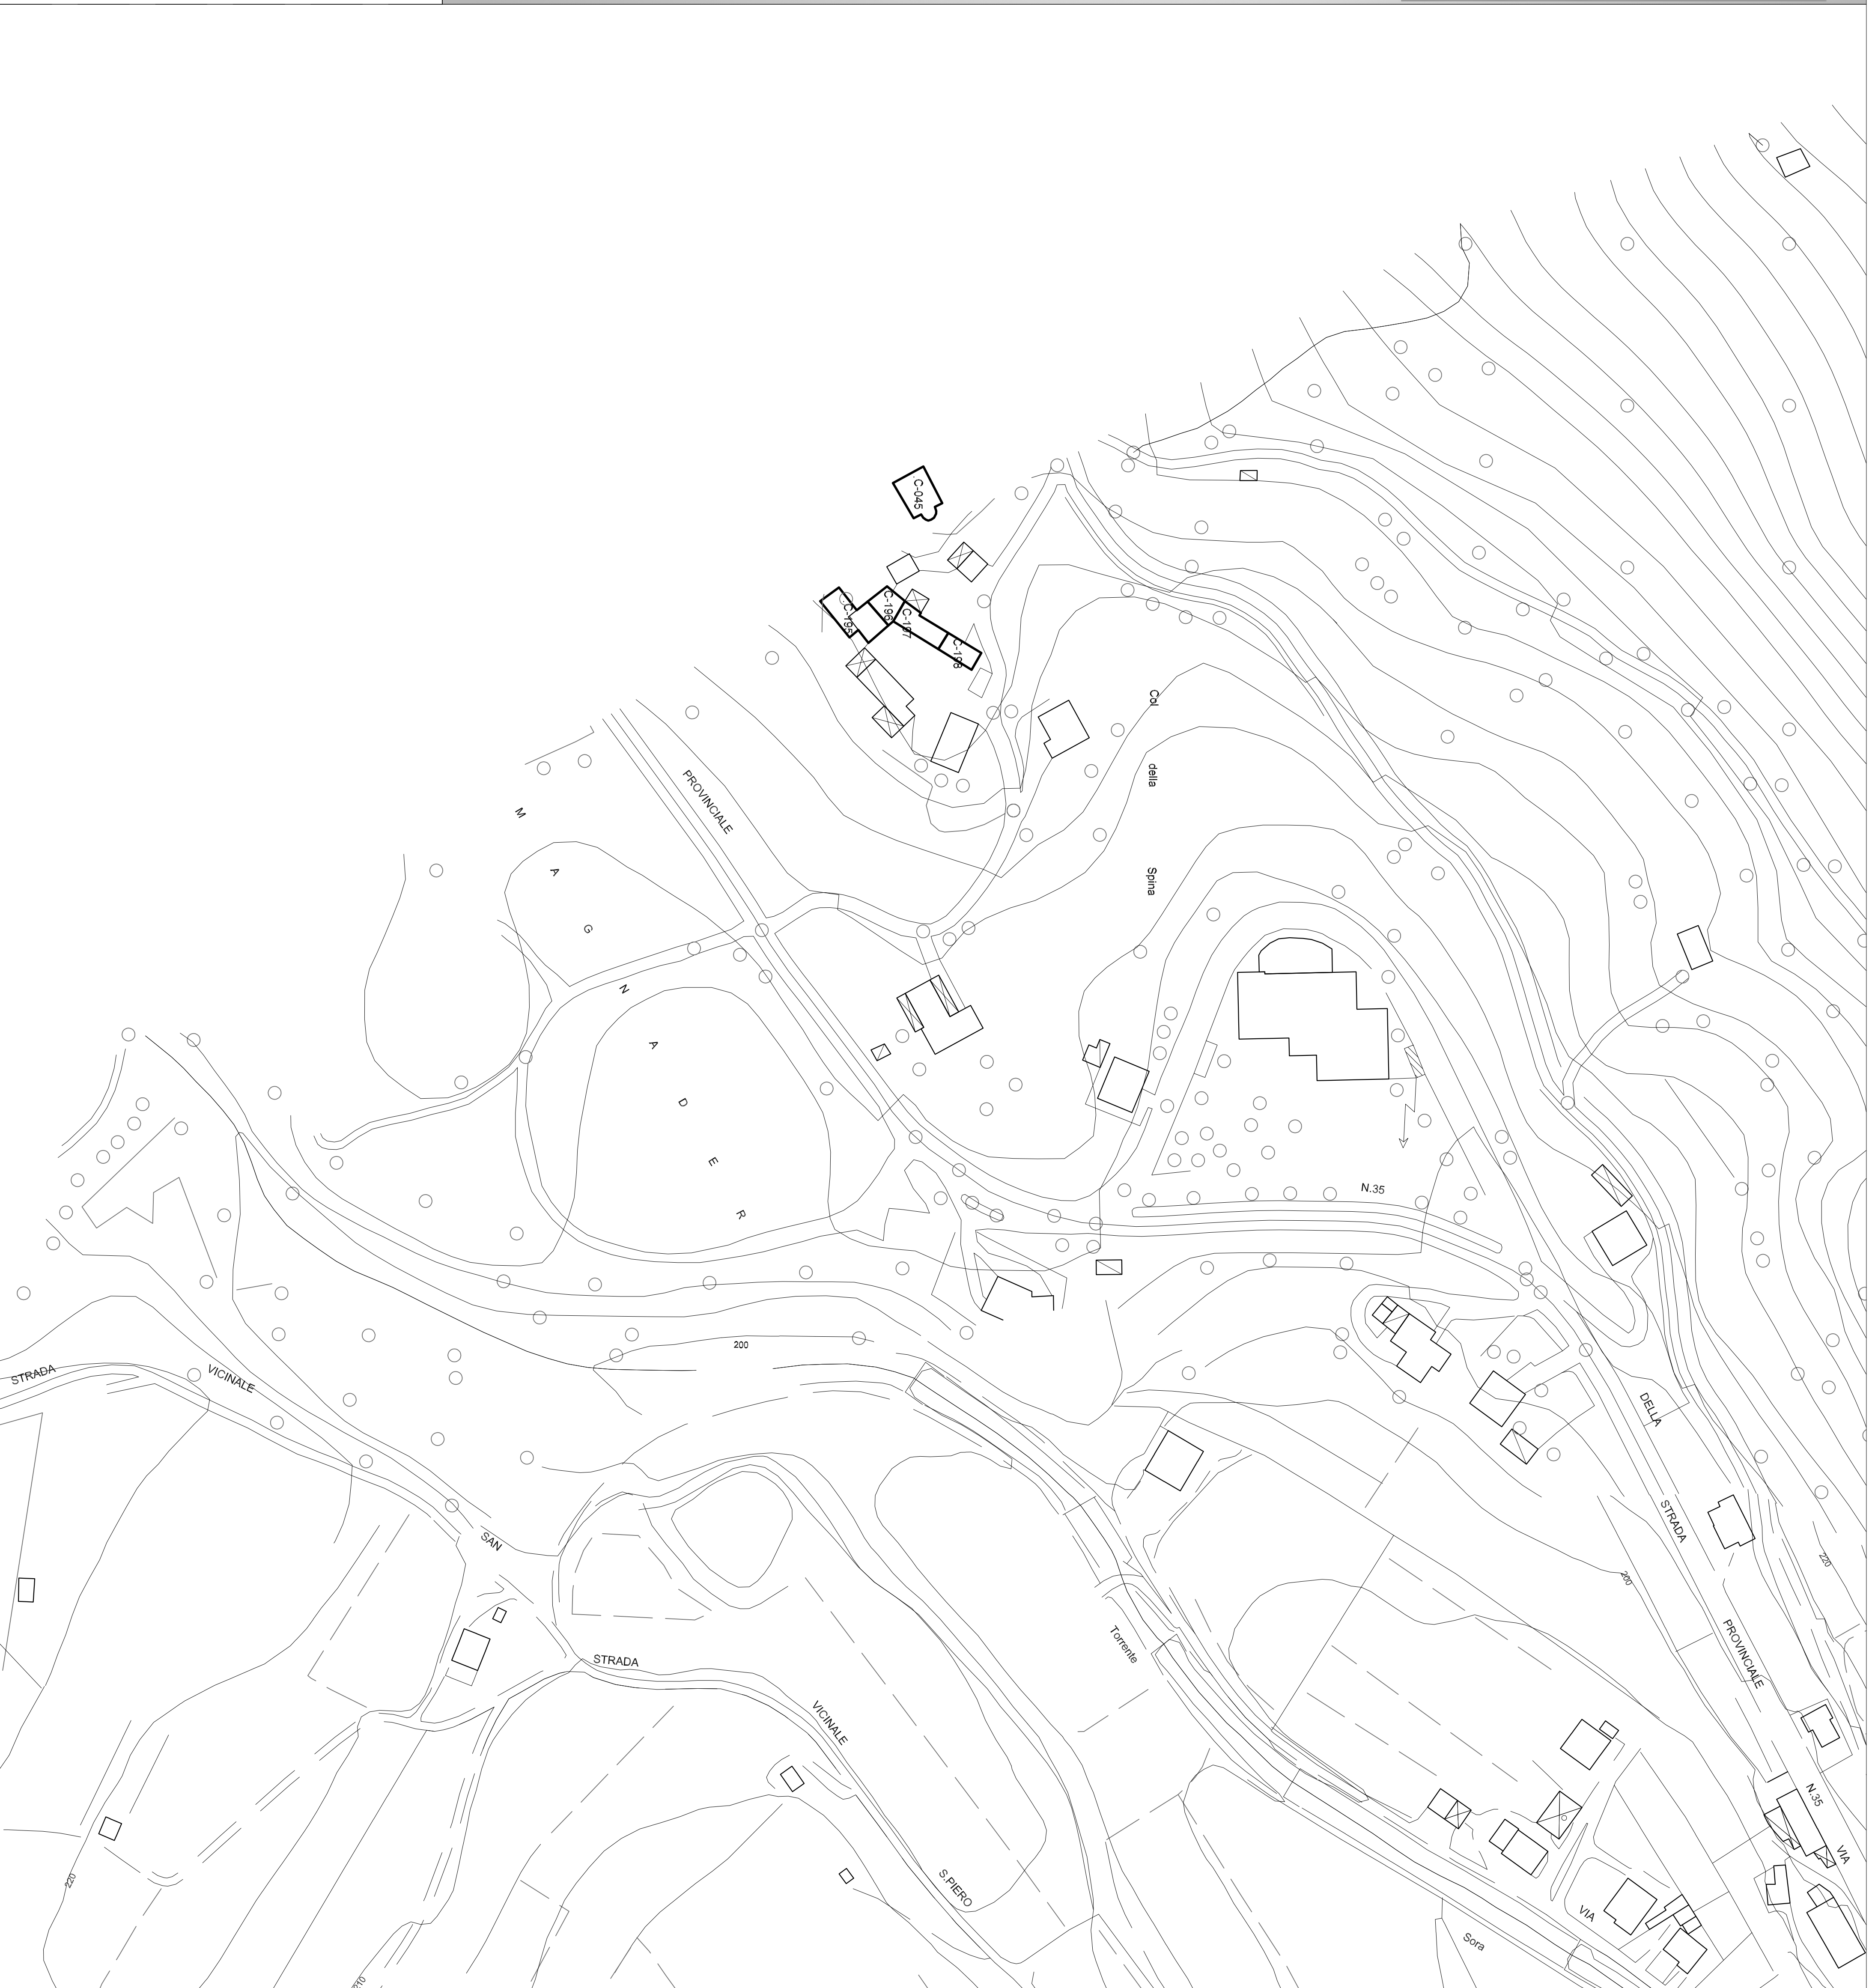 C-045
C-195
C-196
C-197
C-198
Col
della
Spina
PROVINCIALE
M
A
G
N
A
D
E
R
N.35
200
STRADA
VICINALE
SAN
STRADA
VICINALE
S.PIERO
Torrente
Sora
DELLA
STRADA
PROVINCIALE
N.35
VIA
VIA
200
220
220
210